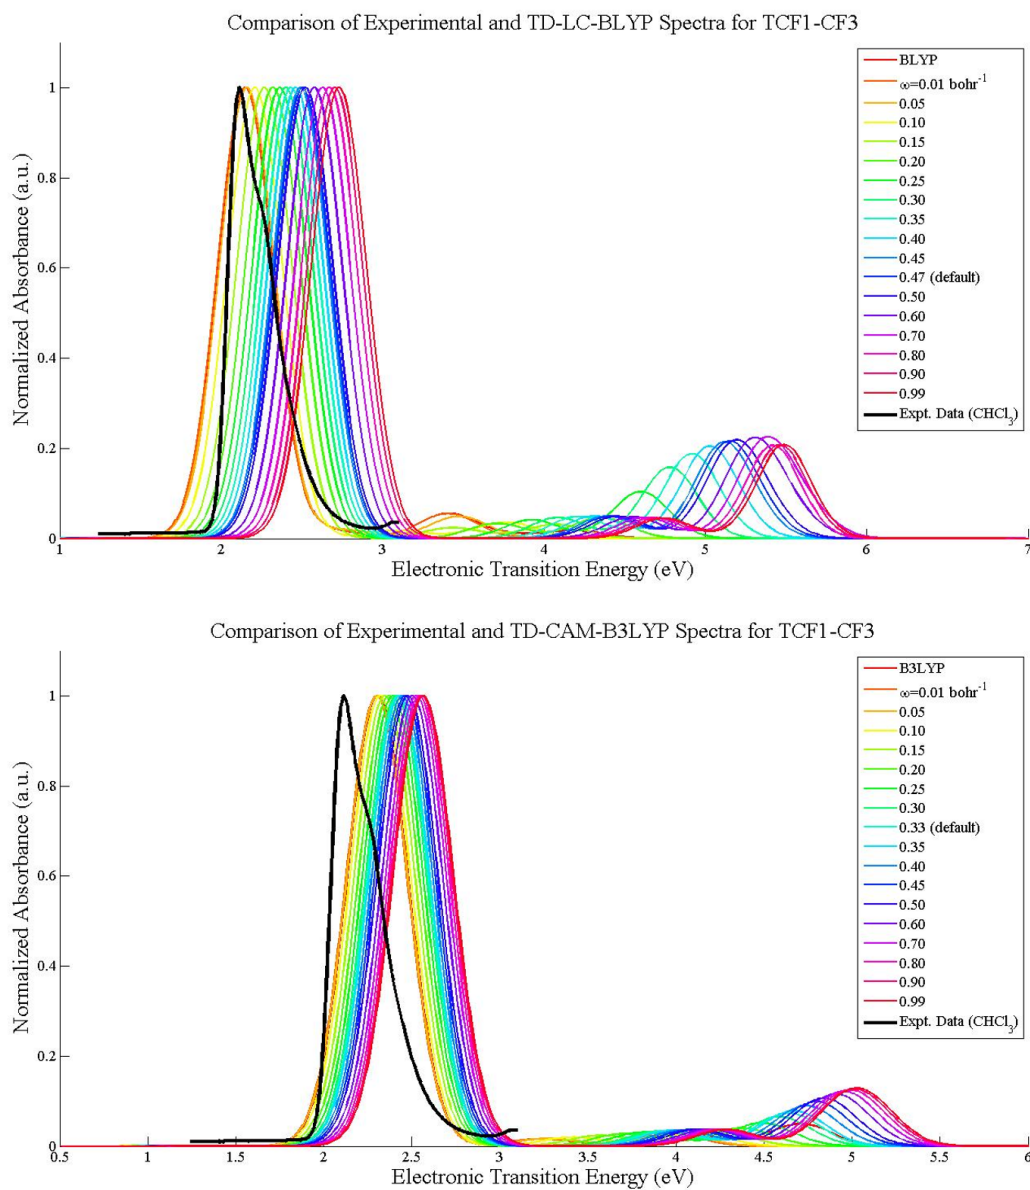 Comparison of Experimental and TD-LC-BLYP Spectra for TCF1-CF3
Normalized Absorbance (a.u.)
1
0.8
0.6
0.4
0.2
0
1 2 3 4 5 6 7
Electronic Transition Energy (eV)
BLYP
ω=0.01 bohr⁻¹
0.05
0.10
0.15
0.20
0.25
0.30
0.35
0.40
0.45
0.47 (default)
0.50
0.60
0.70
0.80
0.90
0.99
Expt. Data (CHCl₃)
Comparison of Experimental and TD-CAM-B3LYP Spectra for TCF1-CF3
Normalized Absorbance (a.u.)
1
0.8
0.6
0.4
0.2
0
0.5 1 1.5 2 2.5 3 3.5 4 4.5 5 5.5 6
Electronic Transition Energy (eV)
B3LYP
ω=0.01 bohr⁻¹
0.05
0.10
0.15
0.20
0.25
0.30
0.33 (default)
0.35
0.40
0.45
0.50
0.60
0.70
0.80
0.90
0.99
Expt. Data (CHCl₃)